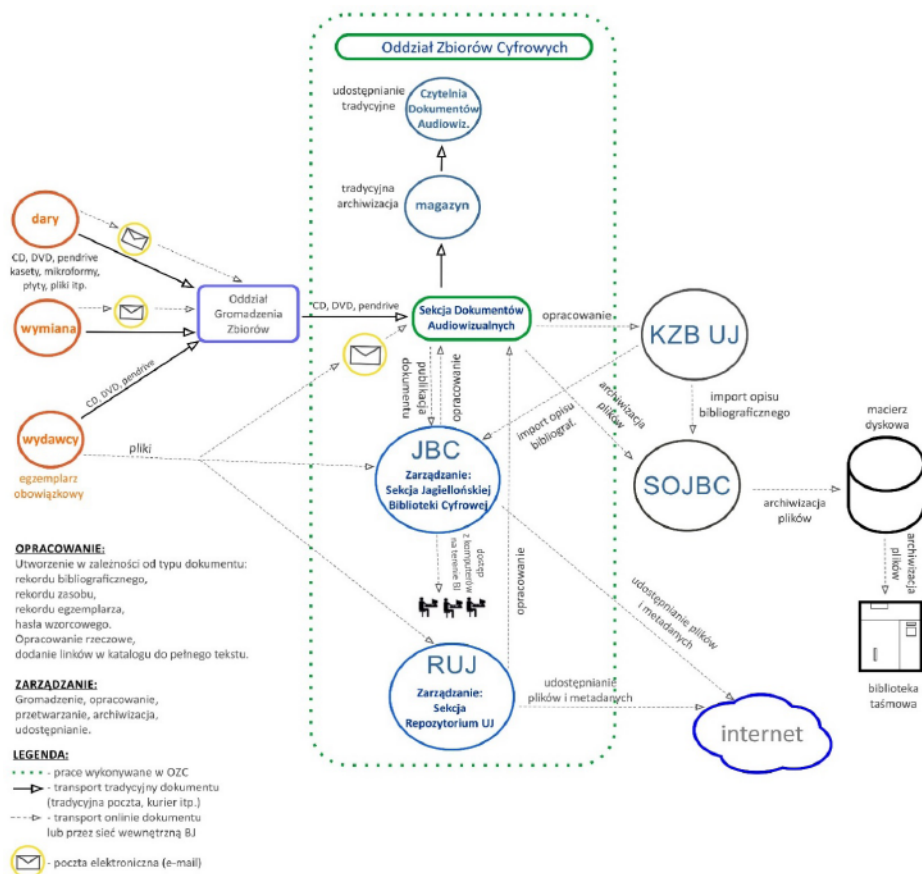 Oddział Zbiorów Cyfrowych
udostępnianie
tradycyjne
Czytelnia
Dokumentów
Audiowiz.
tradycyjna
archiwizacja
magazyn
dary
CD, DVD, pendrive
kasety, mikroformy,
płyty, pliki itp.
wymiana
Oddział
Gromadzenia
Zbiorów
CD, DVD, pendrive
Sekcja Dokumentów
Audiowizualnych
opracowanie
KZB UJ
CD, DVD, pendrive
wydawcy
egzemplarz
obowiązkowy
pliki
publikacja
dokumentu
opracowanie
import opisu
bibliograf.
archiwizacja
plików
import opisu
bibliograficznego
macierz
dyskowa
JBC
Zarządzanie:
Sekcja Jagiellońskiej
Biblioteki Cyfrowej
SOJBC
archiwizacja
plików
archiwizacja
plików
dostęp
z komputerów
na terenie BJ
opracowanie
udostępnianie plików
i metadanych
RUJ
Zarządzanie:
Sekcja
Repozytorium UJ
udostępnianie
plików i metadanych
internet
biblioteka
taśmowa
OPRACOWANIE:
Utworzenie w zależności od typu dokumentu:
rekordu bibliograficznego,
rekordu zasobu,
rekordu egzemplarza,
hasła wzorcowego.
Opracowanie rzeczowe,
dodanie linków w katalogu do pełnego tekstu.
ZARZĄDZANIE:
Gromadzenie, opracowanie,
przetwarzanie, archiwizacja,
udostępnianie.
LEGENDA:
- prace wykonywane w OZC
- transport tradycyjny dokumentu
(tradycyjna poczta, kurier itp.)
- transport onlinie dokumentu
lub przez sieć wewnętrzną BJ
- poczta elektroniczna (e-mail)